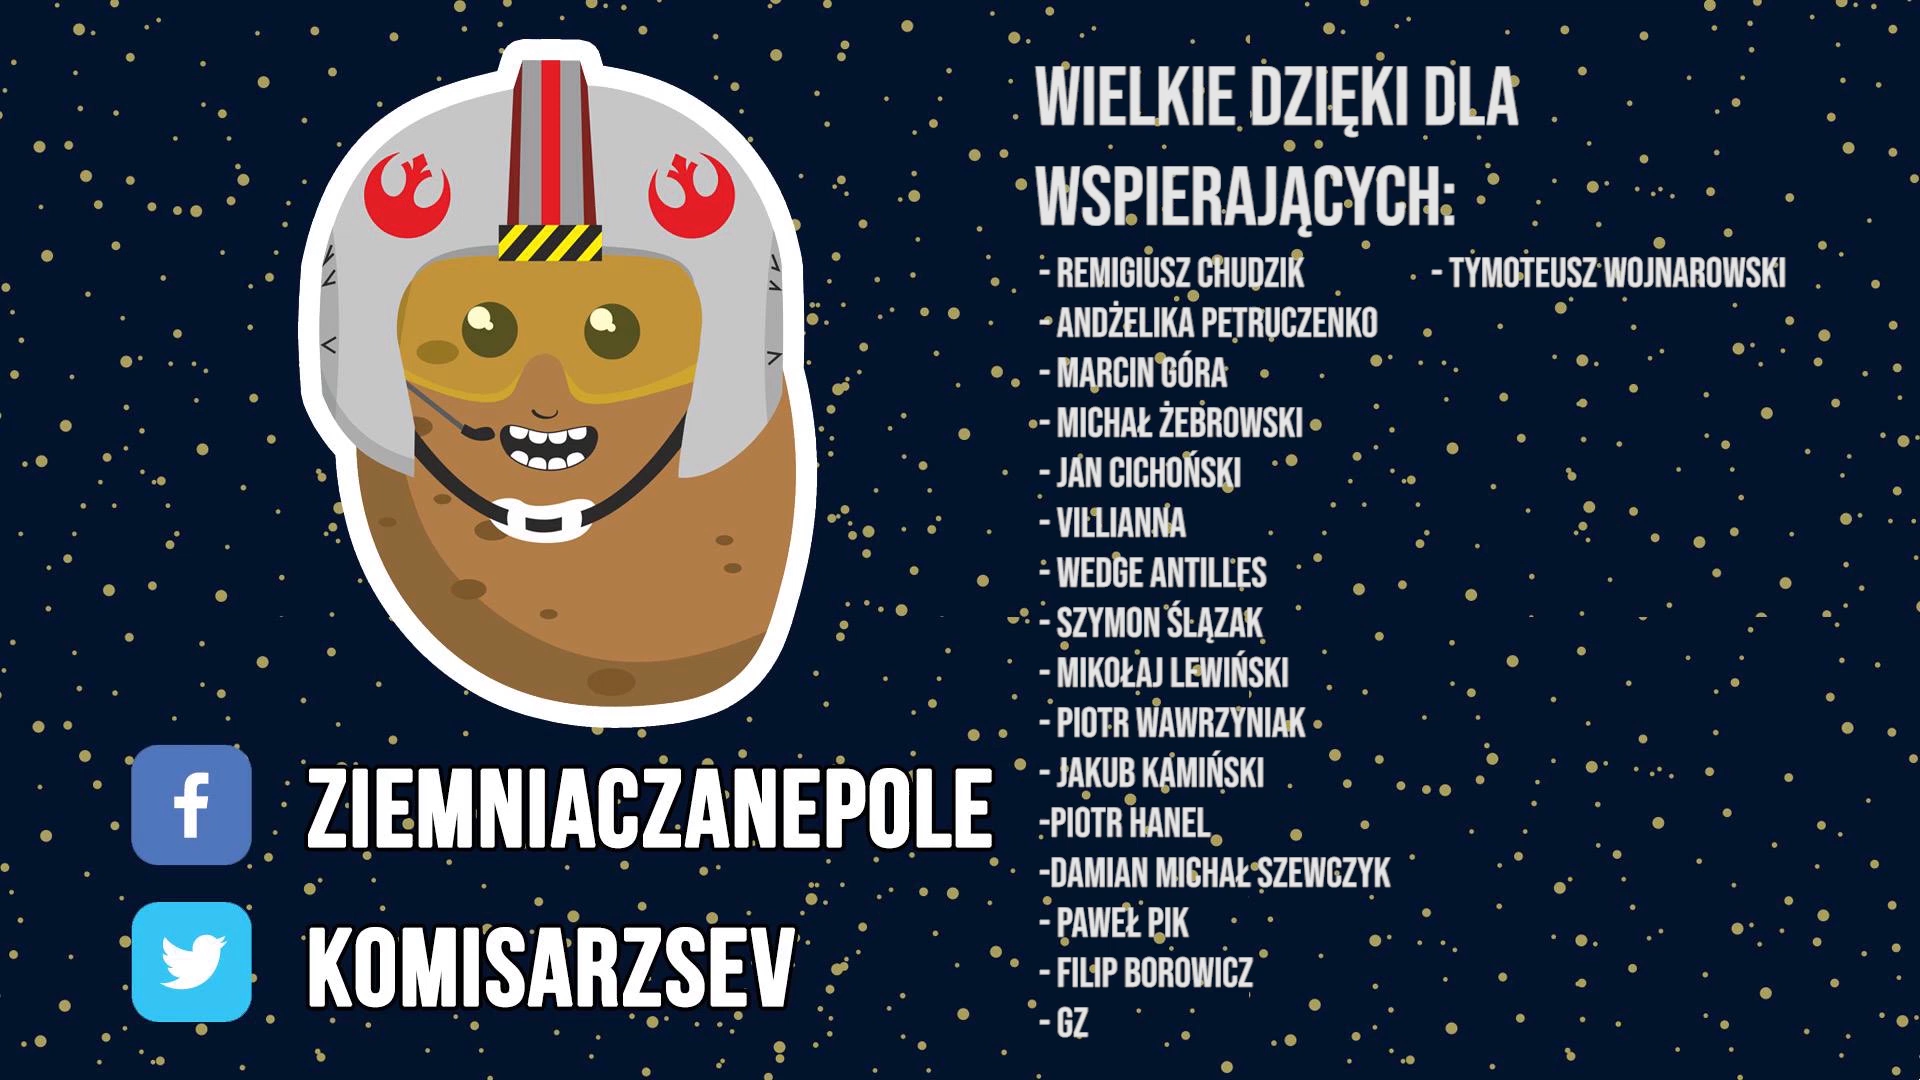 WIELKIE DZIĘKI DLA
WSPIERAJĄCYCH:
- REMIGIUSZ CHUDZIK
- ANDŻELIKA PETRUCZENKO
- MARCIN GÓRA
- MICHAŁ ŻEBROWSKI
- JAN CICHOŃSKI
- VILLIANNA
- WEDGE ANTILLES
- SZYMON ŚLĄZAK
- MIKOŁAJ LEWIŃSKI
- PIOTR WAWRZYNIAK
- JAKUB KAMIŃSKI
-PIOTR HANEL
-DAMIAN MICHAŁ SZEWCZYK
- PAWEŁ PIK
- FILIP BOROWICZ
- GZ
- TYMOTEUSZ WOJNAROWSKI
ZIEMNIACZANEPOLE
KOMISARZSEV